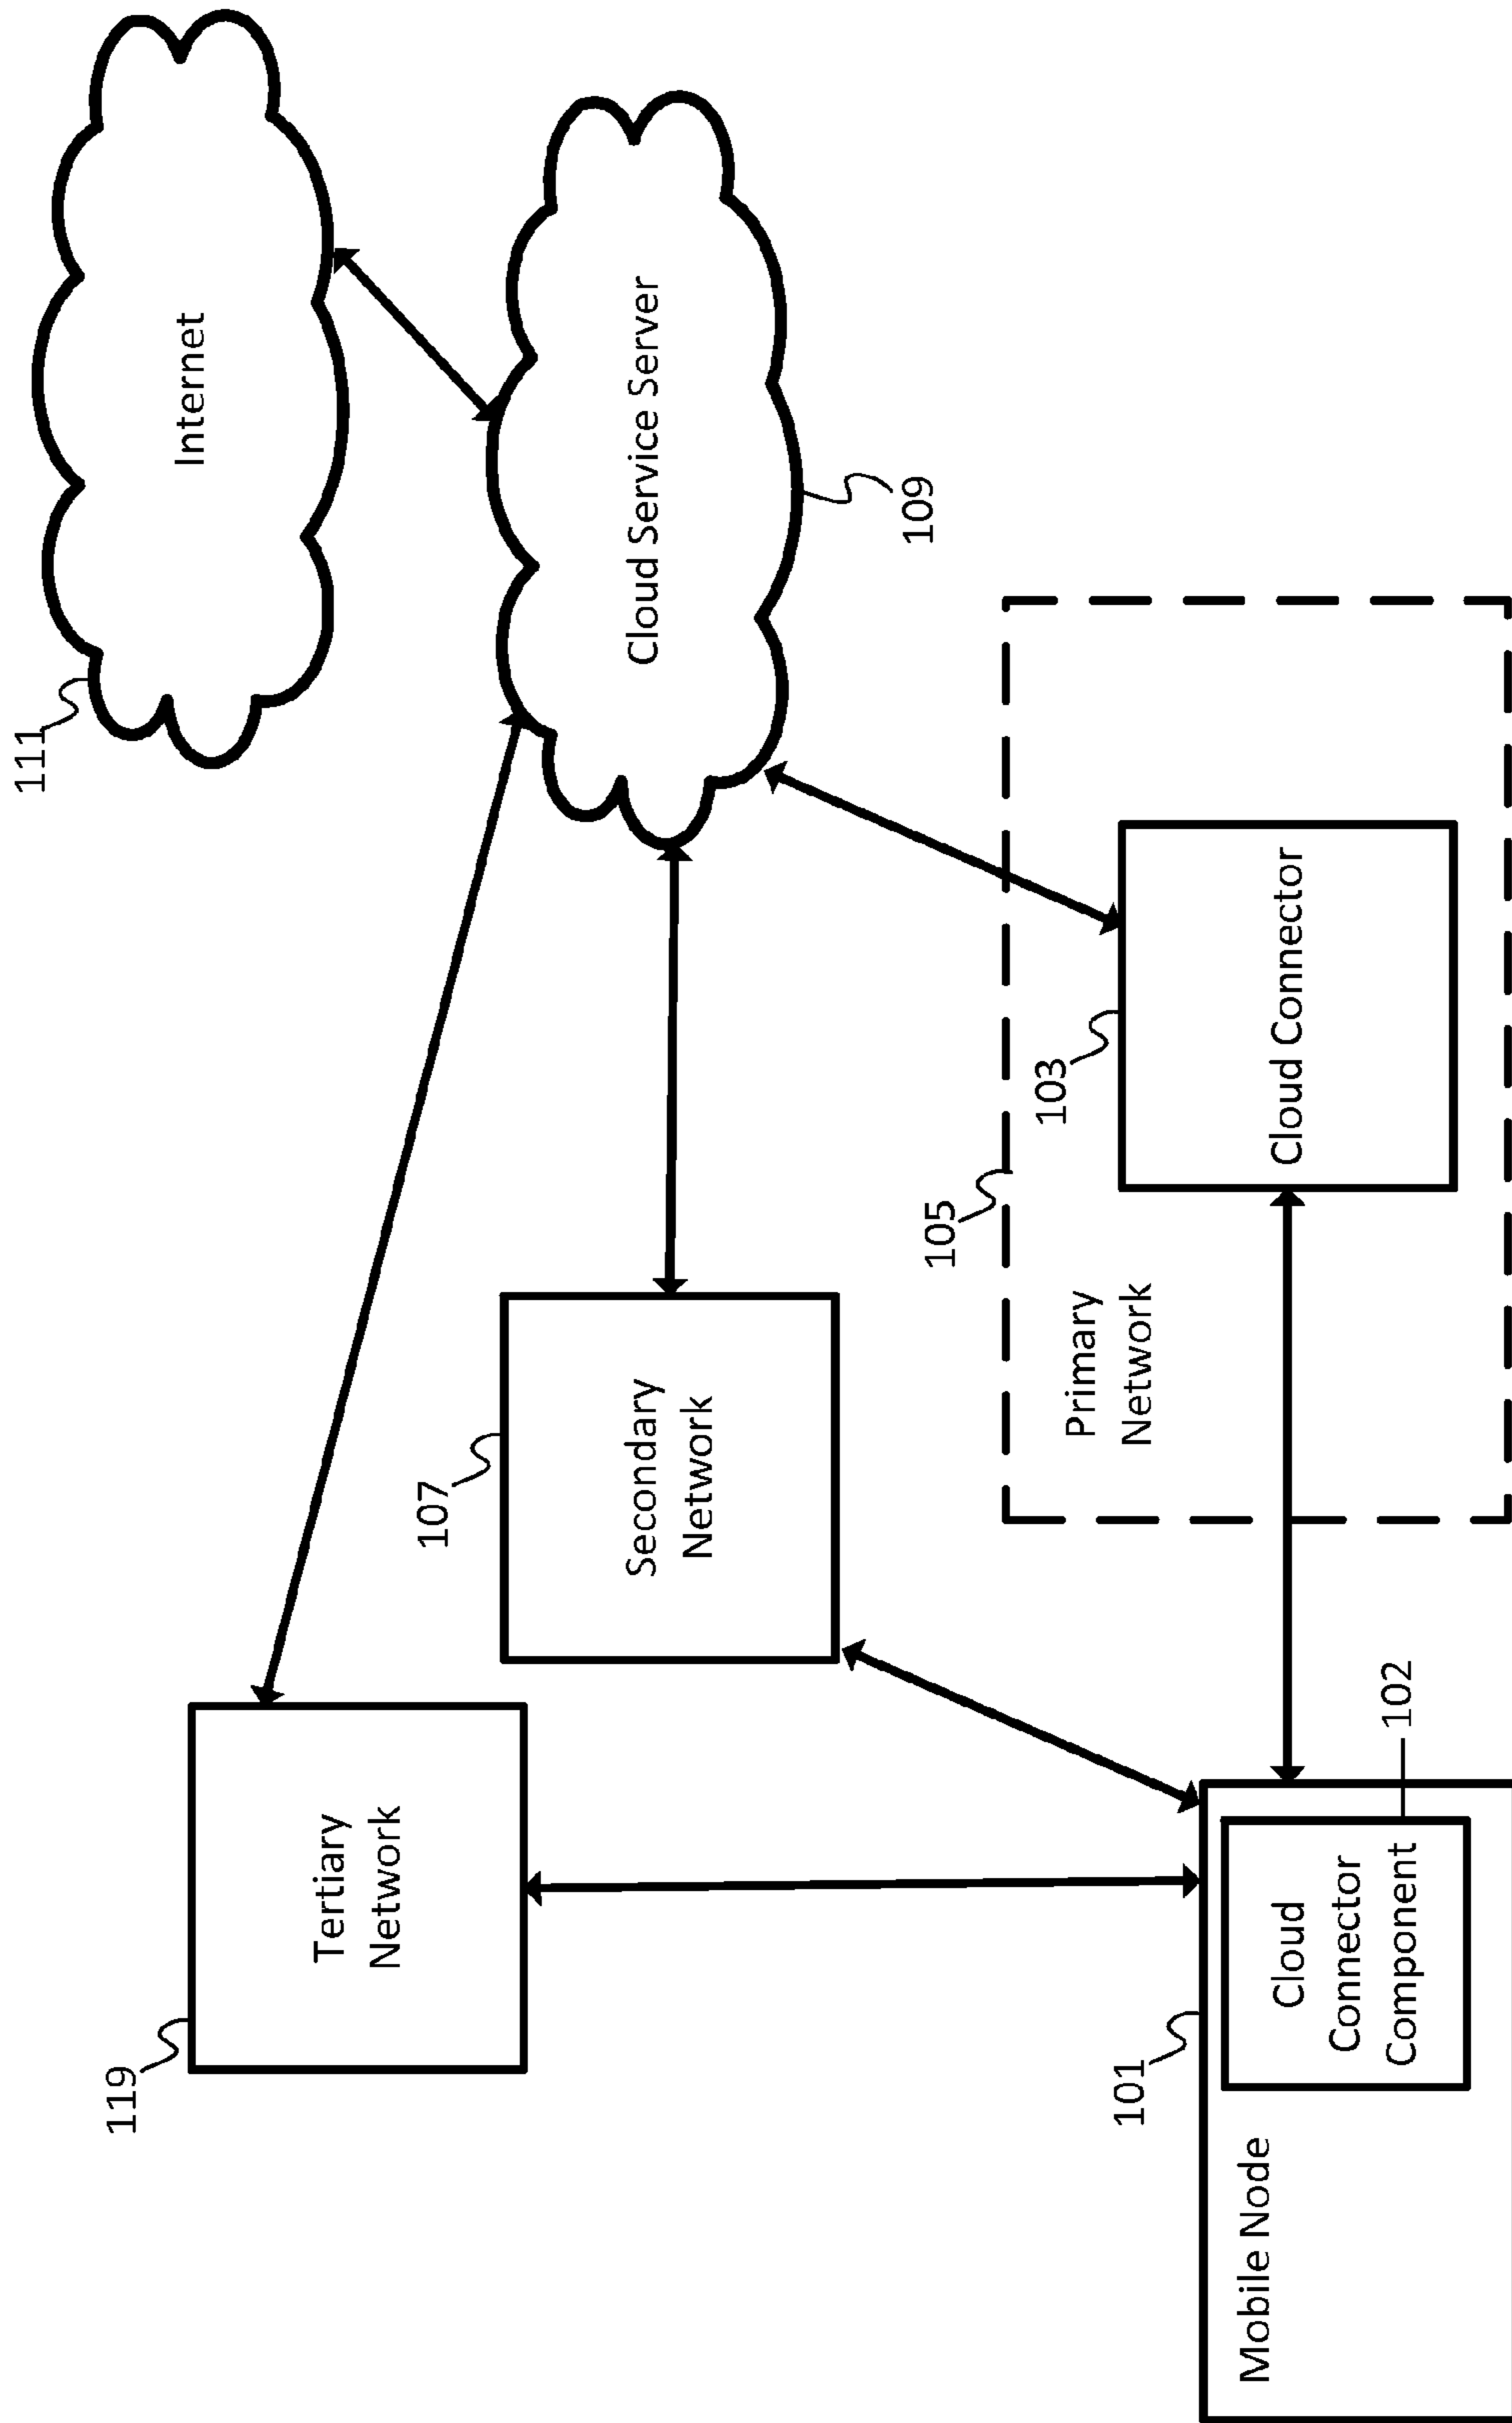 111
Internet
Cloud Service Server
109
119
Tertiary
Network
107
Secondary
Network
105
Primary
Network
103
Cloud Connector
101
Mobile Node
Cloud
Connector
Component
102